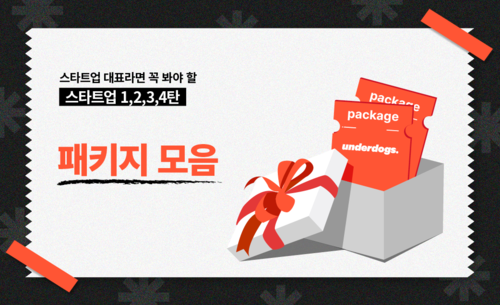 스타트업 대표라면 꼭 봐야 할
스타트업 1,2,3,4탄
패키지 모음
package
package
underdogs.